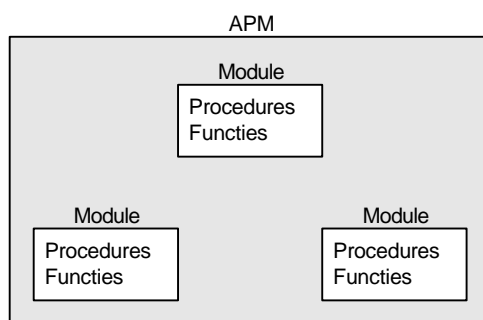 APM
Module
Procedures
Functies
Module
Procedures
Functies
Module
Procedures
Functies